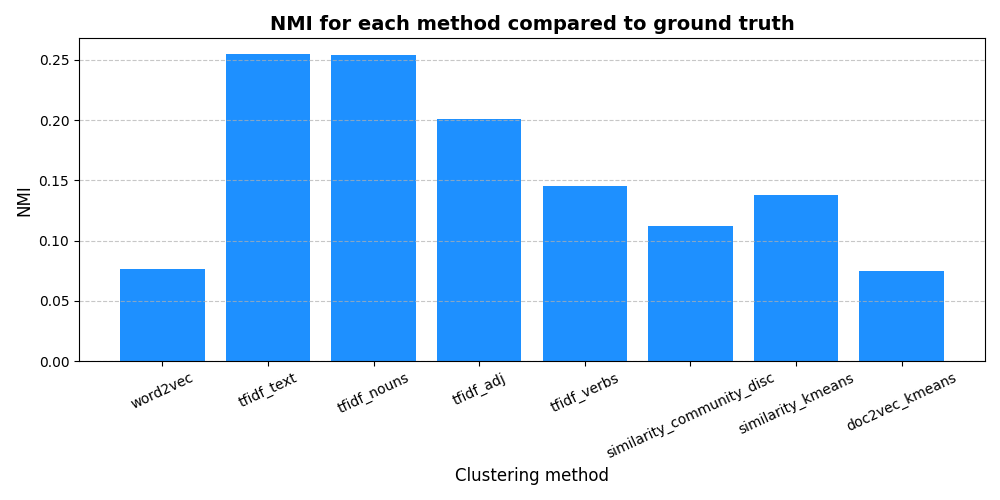 NMI for each method compared to ground truth
NMI
0.25
0.20
0.15
0.10
0.05
0.00
word2vec
tfidf_text
tfidf_nouns
tfidf_adj
tfidf_verbs
similarity_community_disc
similarity_kmeans
doc2vec_kmeans
Clustering method